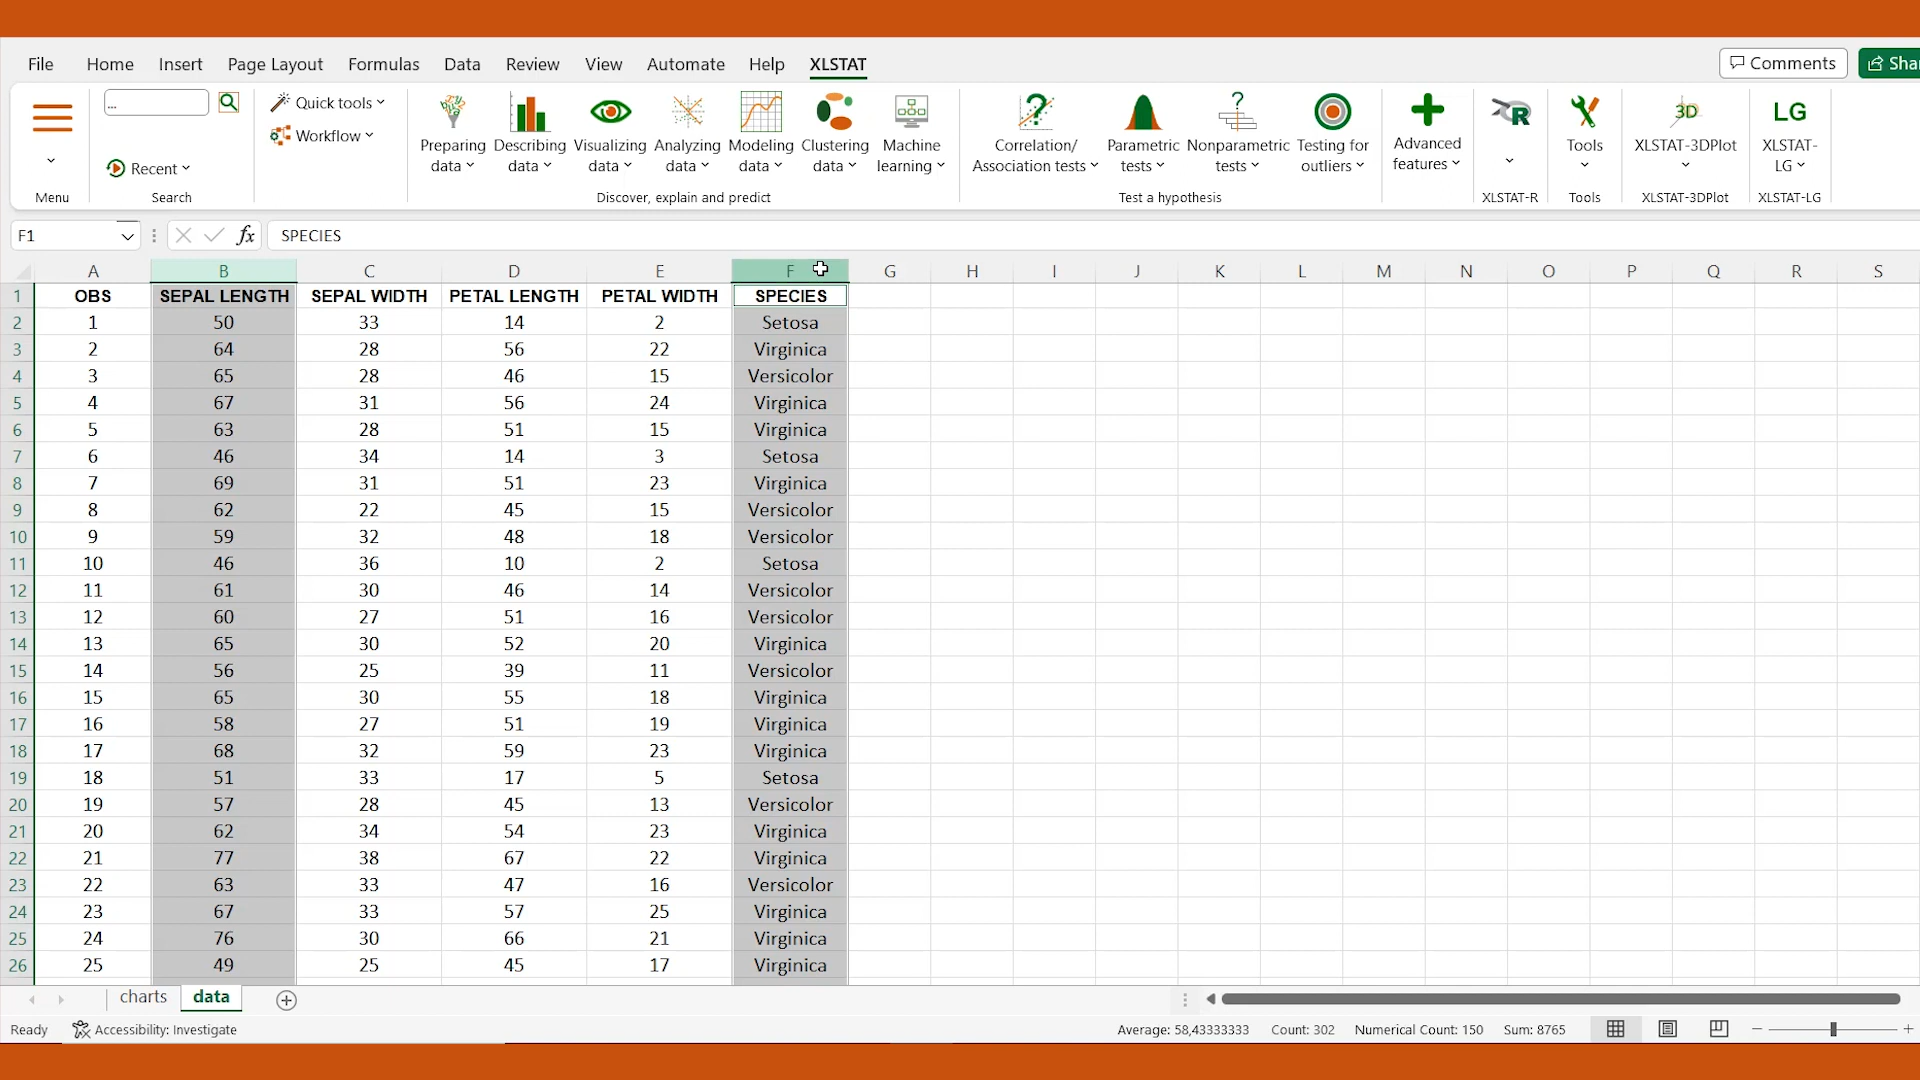 File Home Insert Page Layout Formulas Data Review View Automate Help XLSTAT Comments Shar
...
Quick tools
Workflow
Recent
Preparing data
Describing data
Visualizing data
Analyzing data
Modeling data
Clustering data
Machine learning
Correlation/ Association tests
Parametric tests
Nonparametric tests
Testing for outliers
Advanced features
R
Tools
3D
XLSTAT-3DPlot
LG
XLSTAT-LG
Menu Search Discover, explain and predict Test a hypothesis XLSTAT-R Tools XLSTAT-3DPlot XLSTAT-LG
F1 fx SPECIES
A B C D E F G H I J K L M N O P Q R S
1 OBS SEPAL LENGTH SEPAL WIDTH PETAL LENGTH PETAL WIDTH SPECIES
2 1 50 33 14 2 Setosa
3 2 64 28 56 22 Virginica
4 3 65 28 46 15 Versicolor
5 4 67 31 56 24 Virginica
6 5 63 28 51 15 Virginica
7 6 46 34 14 3 Setosa
8 7 69 31 51 23 Virginica
9 8 62 22 45 15 Versicolor
10 9 59 32 48 18 Versicolor
11 10 46 36 10 2 Setosa
12 11 61 30 46 14 Versicolor
13 12 60 27 51 16 Versicolor
14 13 65 30 52 20 Virginica
15 14 56 25 39 11 Versicolor
16 15 65 30 55 18 Virginica
17 16 58 27 51 19 Virginica
18 17 68 32 59 23 Virginica
19 18 51 33 17 5 Setosa
20 19 57 28 45 13 Versicolor
21 20 62 34 54 23 Virginica
22 21 77 38 67 22 Virginica
23 22 63 33 47 16 Versicolor
24 23 67 33 57 25 Virginica
25 24 76 30 66 21 Virginica
26 25 49 25 45 17 Virginica
charts data
Ready Accessibility: Investigate Average: 58,43333333 Count: 302 Numerical Count: 150 Sum: 8765